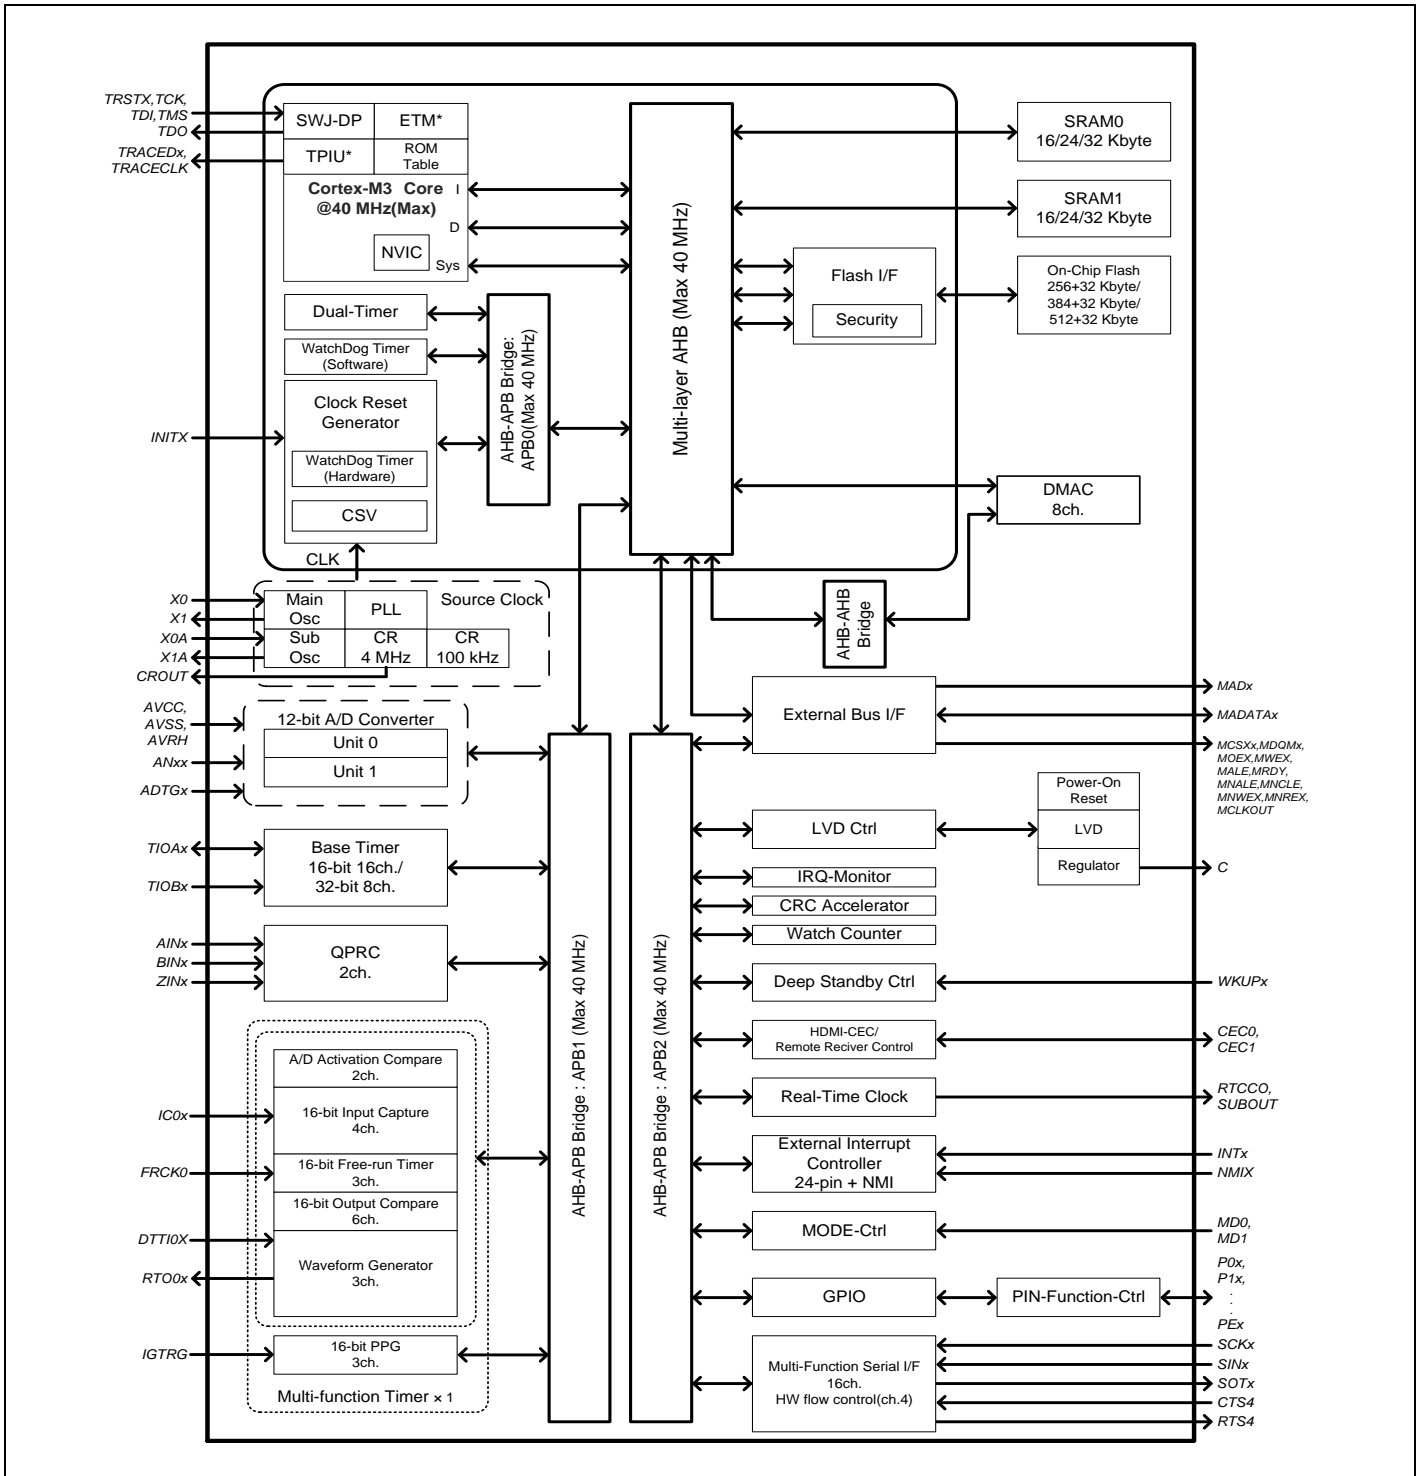 TRSTX,TCK,
TDI,TMS
TDO
TRACEDx,
TRACECLK
SWJ-DP
ETM*
TPIU*
ROM
Table
Cortex-M3 Core
@40 MHz(Max)
I
D
Sys
NVIC
Dual-Timer
WatchDog Timer
(Software)
Clock Reset
Generator
WatchDog Timer
(Hardware)
CSV
CLK
INITX
AHB-APB Bridge:
APB0(Max 40 MHz)
Multi-layer AHB (Max 40 MHz)
SRAM0
16/24/32 Kbyte
SRAM1
16/24/32 Kbyte
Flash I/F
Security
On-Chip Flash
256+32 Kbyte/
384+32 Kbyte/
512+32 Kbyte
DMAC
8ch.
AHB-AHB
Bridge
X0
X1
X0A
X1A
CROUT
Main
Osc
PLL
Source Clock
Sub
Osc
CR
4 MHz
CR
100 kHz
AVCC,
AVSS,
AVRH
ANxx
ADTGx
12-bit A/D Converter
Unit 0
Unit 1
TIOAx
TIOBx
Base Timer
16-bit 16ch./
32-bit 8ch.
AINx
BINx
ZINx
QPRC
2ch.
A/D Activation Compare
2ch.
IC0x
16-bit Input Capture
4ch.
FRCK0
16-bit Free-run Timer
3ch.
16-bit Output Compare
6ch.
DTTI0X
RTO0x
Waveform Generator
3ch.
IGTRG
16-bit PPG
3ch.
Multi-function Timer × 1
AHB-APB Bridge : APB1 (Max 40 MHz)
AHB-APB Bridge : APB2 (Max 40 MHz)
External Bus I/F
MADx
MADATAx
MCSXx,MDQMx,
MOEX,MWEX,
MALE,MRDY,
MNALE,MNCLE,
MNWEX,MNREX,
MCLKOUT
LVD Ctrl
Power-On
Reset
LVD
Regulator
C
IRQ-Monitor
CRC Accelerator
Watch Counter
Deep Standby Ctrl
WKUPx
HDMI-CEC/
Remote Reciver Control
CEC0,
CEC1
Real-Time Clock
RTCCO,
SUBOUT
External Interrupt
Controller
24-pin + NMI
INTx
NMIX
MODE-Ctrl
MD0,
MD1
GPIO
PIN-Function-Ctrl
P0x,
P1x,
.
.
PEx
Multi-Function Serial I/F
16ch.
HW flow control(ch.4)
SCKx
SINx
SOTx
CTS4
RTS4